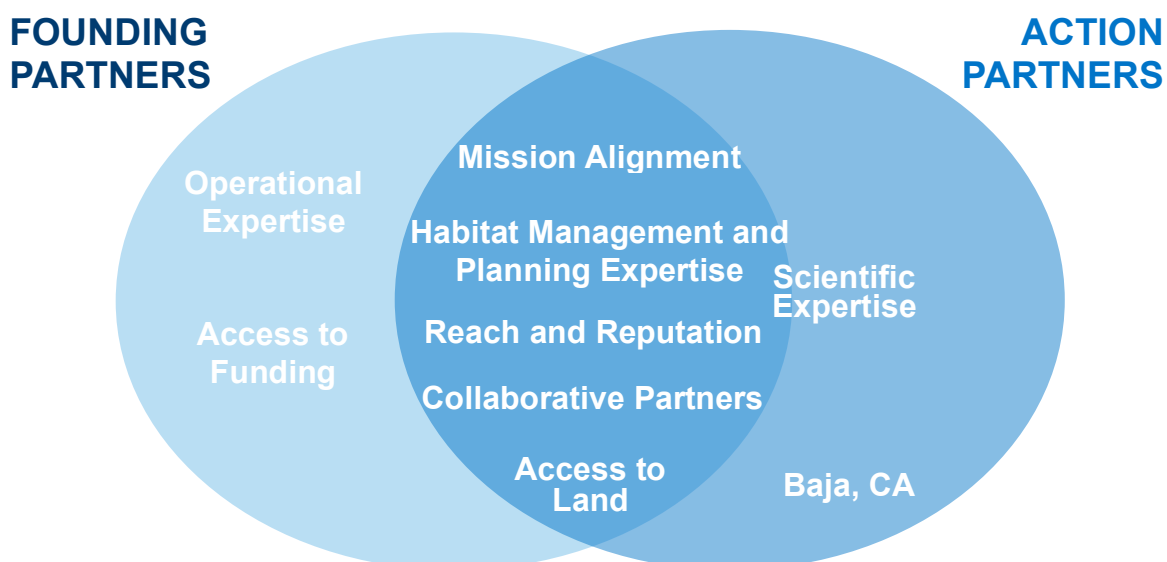 FOUNDING
PARTNERS
ACTION
PARTNERS
Operational
Expertise
Access to
Funding
Mission Alignment
Habitat Management and
Planning Expertise
Reach and Reputation
Collaborative Partners
Access to
Land
Scientific
Expertise
Baja, CA